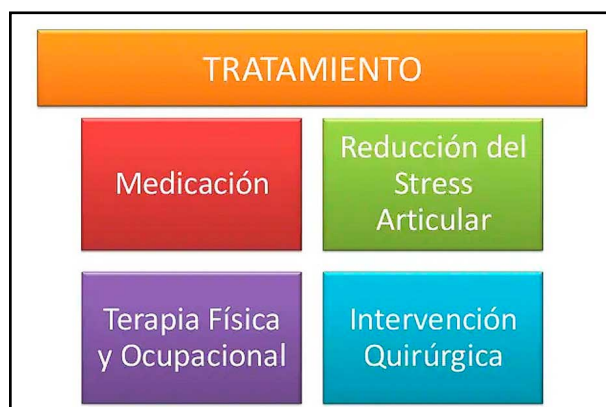 TRATAMIENTO
Medicación
Reducción del
Stress
Articular
Terapia Física
y Ocupacional
Intervención
Quirúrgica